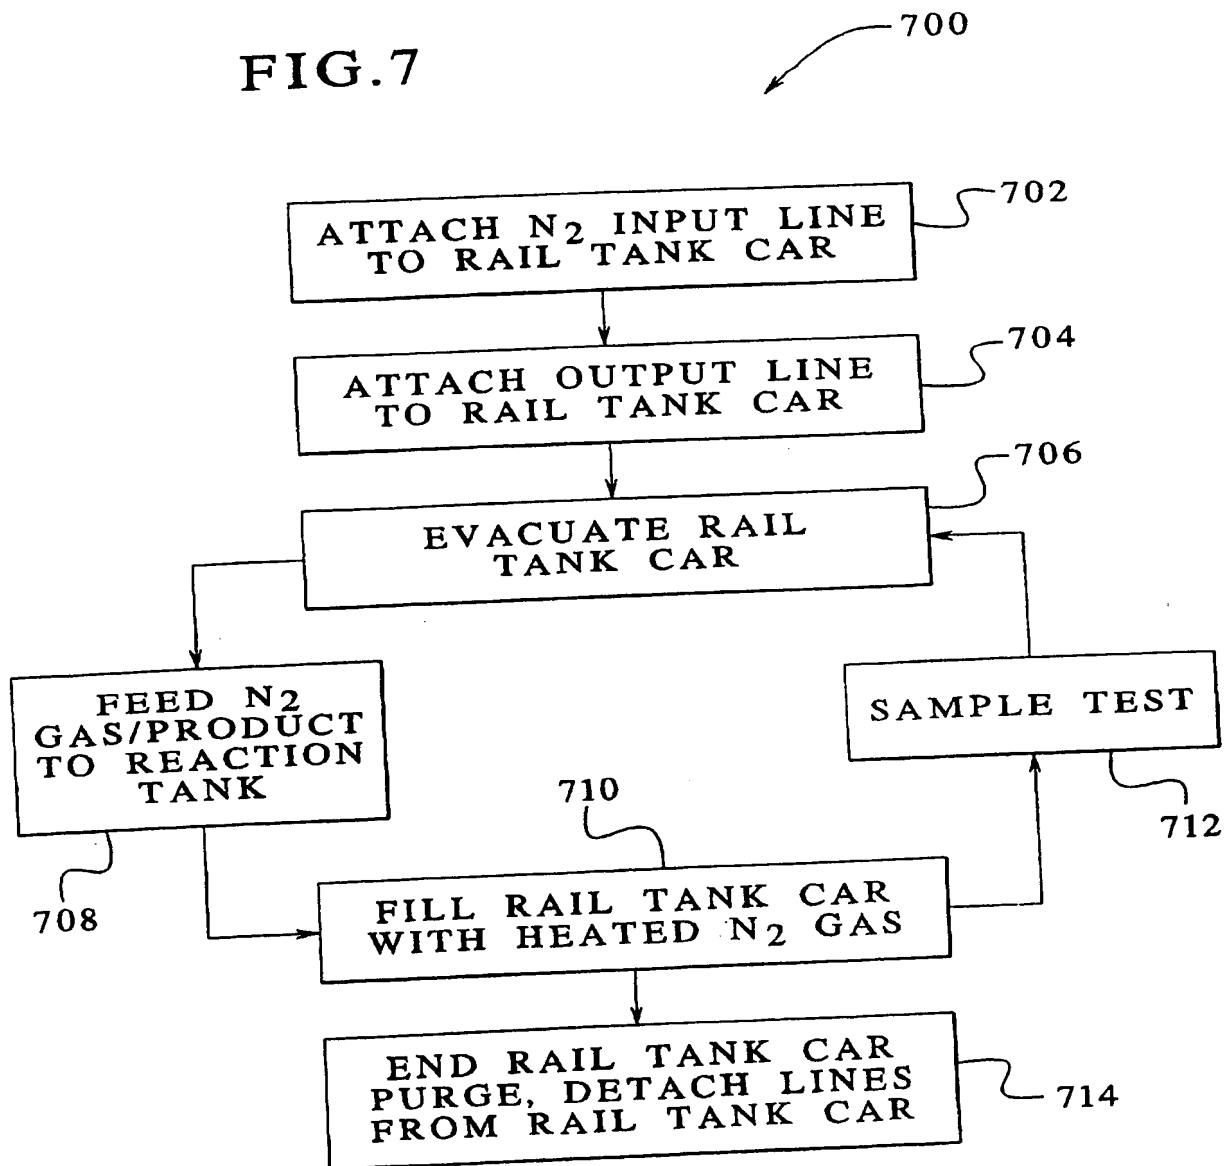 FIG.7
700
ATTACH N2 INPUT LINE
TO RAIL TANK CAR
702
ATTACH OUTPUT LINE
TO RAIL TANK CAR
704
EVACUATE RAIL
TANK CAR
706
FEED N2
GAS/PRODUCT
TO REACTION
TANK
708
SAMPLE TEST
712
710
FILL RAIL TANK CAR
WITH HEATED N2 GAS
END RAIL TANK CAR
PURGE, DETACH LINES
FROM RAIL TANK CAR
714